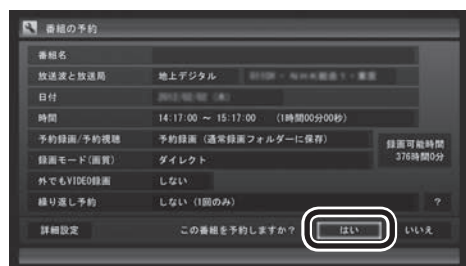 番組の予約
番組名
放送波と放送局 地上デジタル
日付
時間 14:17:00 ～ 15:17:00 (1時間00分00秒)
予約録画/予約視聴 予約録画 (通常録画フォルダーに保存)
録画可能時間
376時間0分
録画モード(画質) ダイレクト
外でもVIDEO録画 しない
繰り返し予約 しない (1回のみ) ?
詳細設定 この番組を予約しますか? はい いいえ